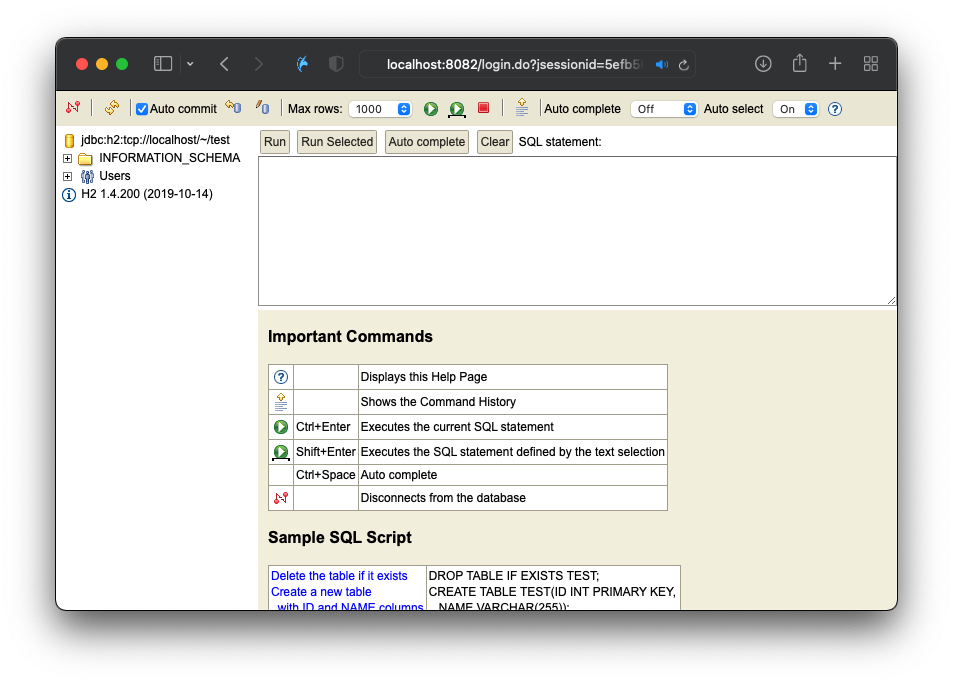 localhost:8082/login.do?jsessionid=5efb5
Auto commit Max rows: 1000 Auto complete Off Auto select On ?
jdbc:h2:tcp://localhost/~/test
INFORMATION_SCHEMA
Users
H2 1.4.200 (2019-10-14)
Run Run Selected Auto complete Clear SQL statement:
Important Commands
? Displays this Help Page
Shows the Command History
Ctrl+Enter Executes the current SQL statement
Shift+Enter Executes the SQL statement defined by the text selection
Ctrl+Space Auto complete
Disconnects from the database
Sample SQL Script
Delete the table if it exists DROP TABLE IF EXISTS TEST;
Create a new table CREATE TABLE TEST(ID INT PRIMARY KEY,
with ID and NAME columns NAME VARCHAR(255));